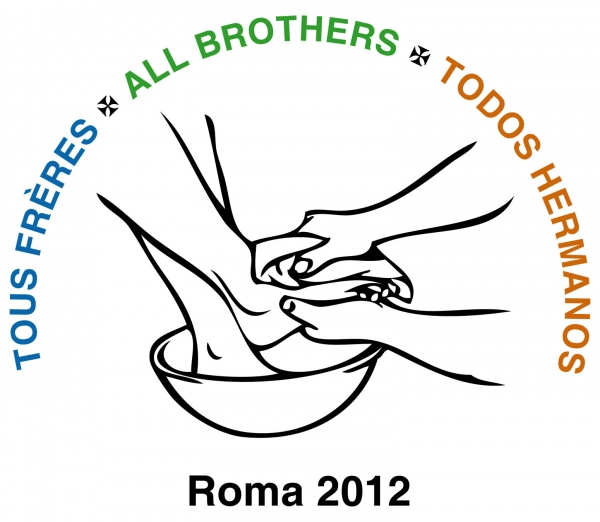 TOUS FRÈRES ✠ ALL BROTHERS ✠ TODOS HERMANOS
Roma 2012